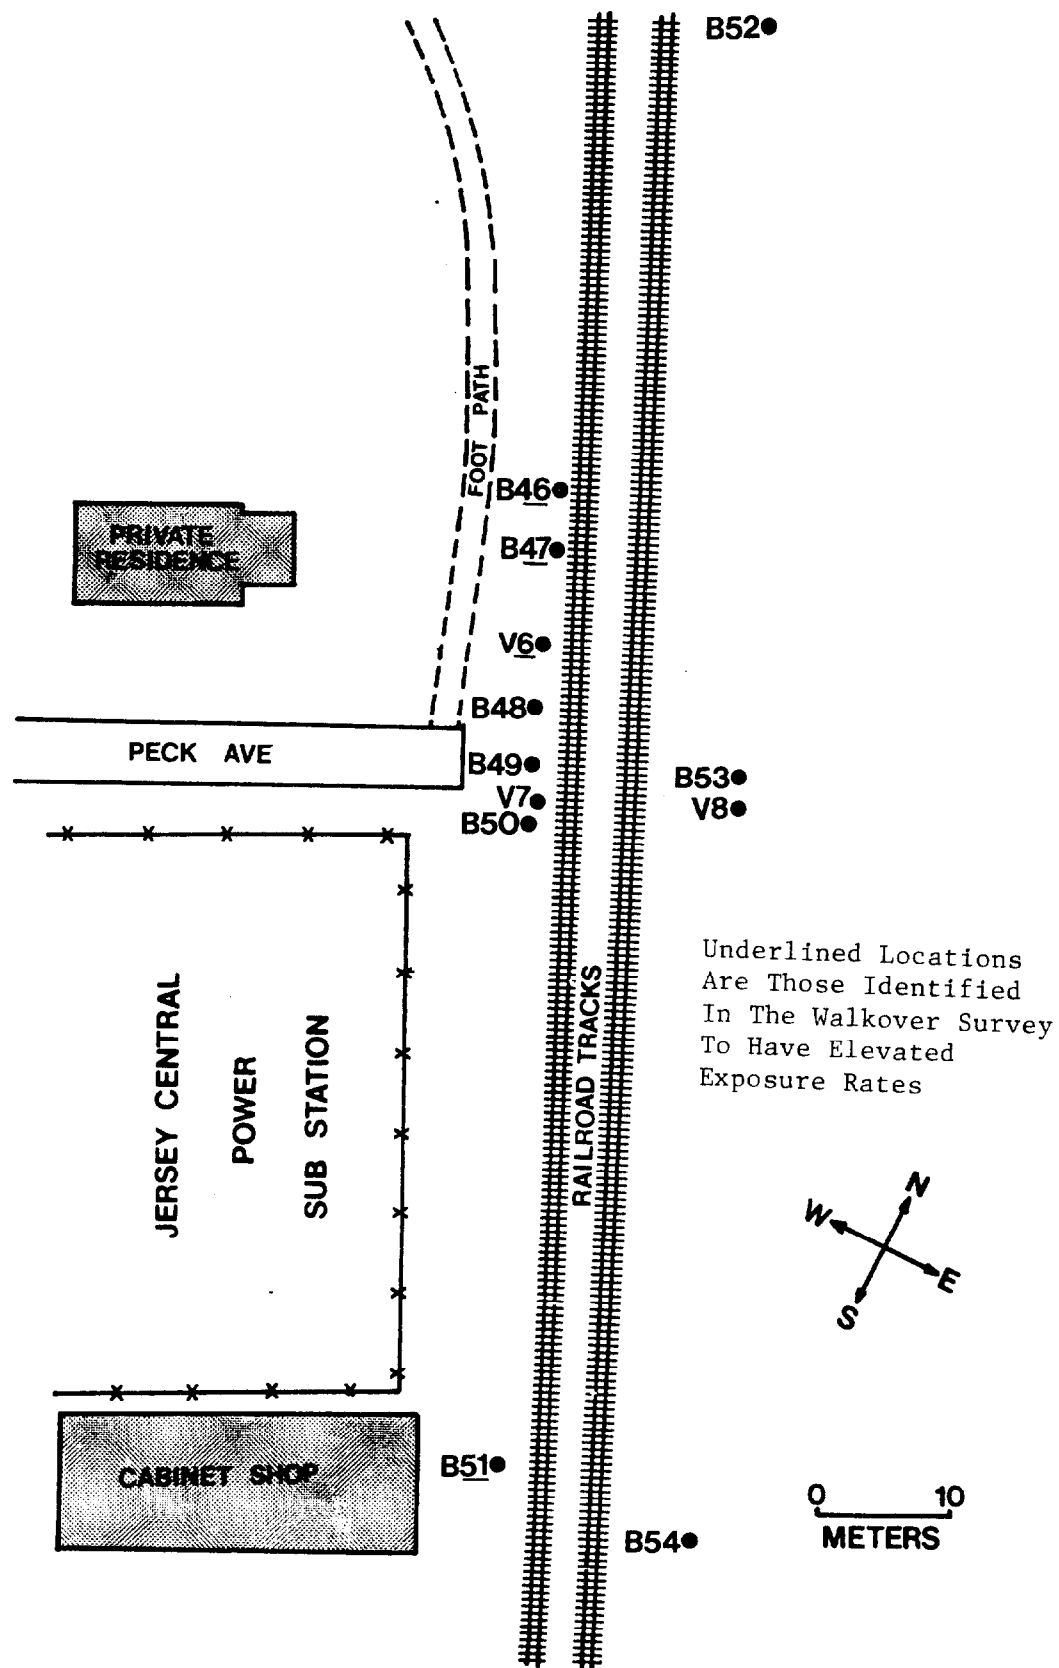 B52
FOOT PATH
B46
PRIVATE
RESIDENCE
B47
V6
B48
PECK AVE
B49
B53
V7
V8
B50
Underlined Locations
Are Those Identified
In The Walkover Survey
To Have Elevated
Exposure Rates
RAILROAD TRACKS
JERSEY CENTRAL
POWER
SUB STATION
N
W
E
S
B51
CABINET SHOP
0 10
METERS
B54